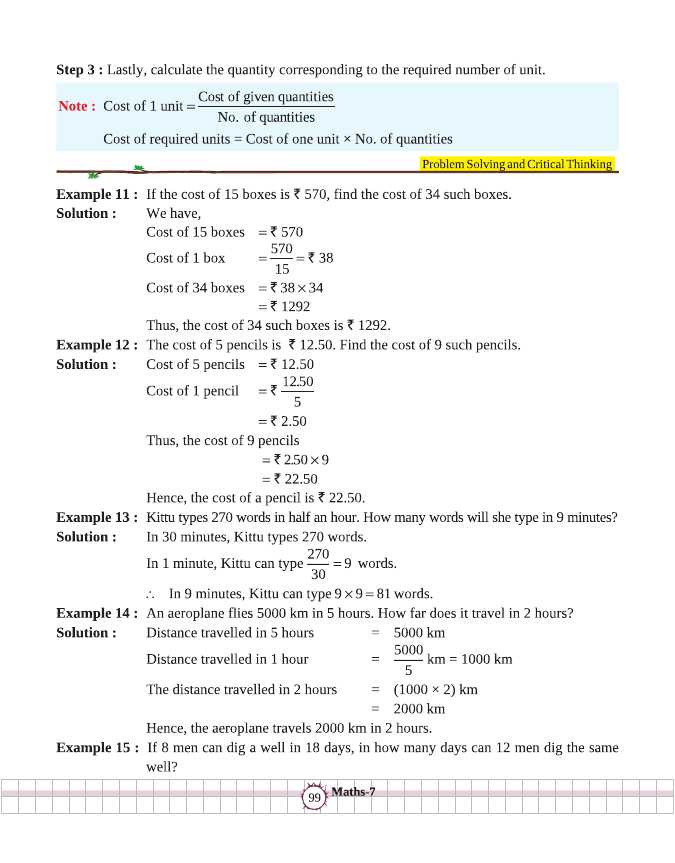 Step 3 : Lastly, calculate the quantity corresponding to the required number of unit.
Note : Cost of 1 unit = Cost of given quantities / No. of quantities
Cost of required units = Cost of one unit × No. of quantities
Problem Solving and Critical Thinking
Example 11 : If the cost of 15 boxes is ₹ 570, find the cost of 34 such boxes.
Solution : We have,
Cost of 15 boxes = ₹ 570
Cost of 1 box = 570/15 = ₹ 38
Cost of 34 boxes = ₹ 38 × 34
= ₹ 1292
Thus, the cost of 34 such boxes is ₹ 1292.
Example 12 : The cost of 5 pencils is ₹ 12.50. Find the cost of 9 such pencils.
Solution : Cost of 5 pencils = ₹ 12.50
Cost of 1 pencil = ₹ 12.50/5
= ₹ 2.50
Thus, the cost of 9 pencils
= ₹ 2.50 × 9
= ₹ 22.50
Hence, the cost of a pencil is ₹ 22.50.
Example 13 : Kittu types 270 words in half an hour. How many words will she type in 9 minutes?
Solution : In 30 minutes, Kittu types 270 words.
In 1 minute, Kittu can type 270/30 = 9 words.
∴ In 9 minutes, Kittu can type 9 × 9 = 81 words.
Example 14 : An aeroplane flies 5000 km in 5 hours. How far does it travel in 2 hours?
Solution : Distance travelled in 5 hours = 5000 km
Distance travelled in 1 hour = 5000/5 km = 1000 km
The distance travelled in 2 hours = (1000 × 2) km
= 2000 km
Hence, the aeroplane travels 2000 km in 2 hours.
Example 15 : If 8 men can dig a well in 18 days, in how many days can 12 men dig the same
well?
99 Maths-7